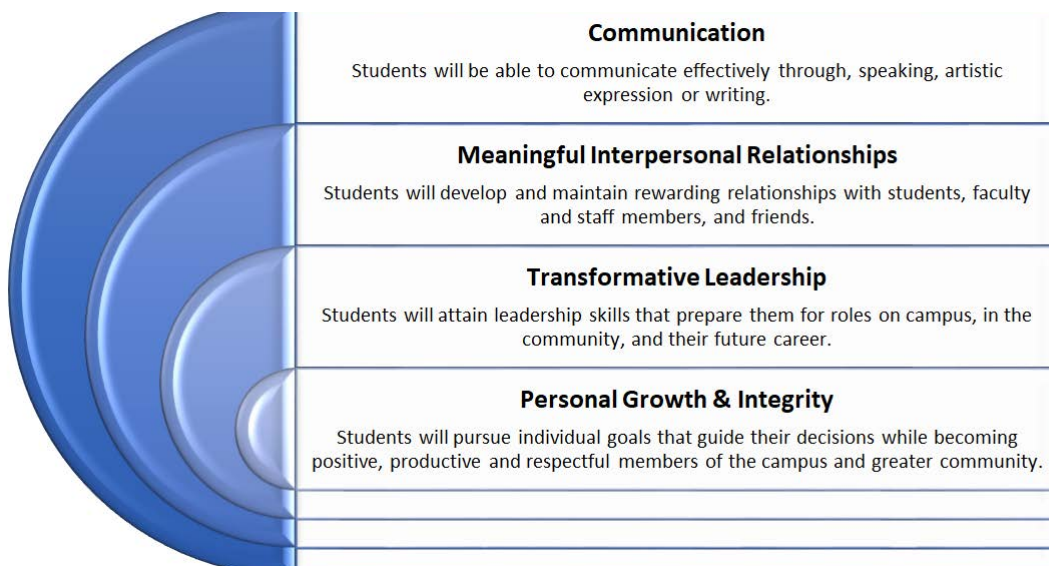 Communication
Students will be able to communicate effectively through, speaking, artistic
expression or writing.
Meaningful Interpersonal Relationships
Students will develop and maintain rewarding relationships with students, faculty
and staff members, and friends.
Transformative Leadership
Students will attain leadership skills that prepare them for roles on campus, in the
community, and their future career.
Personal Growth & Integrity
Students will pursue individual goals that guide their decisions while becoming
positive, productive and respectful members of the campus and greater community.